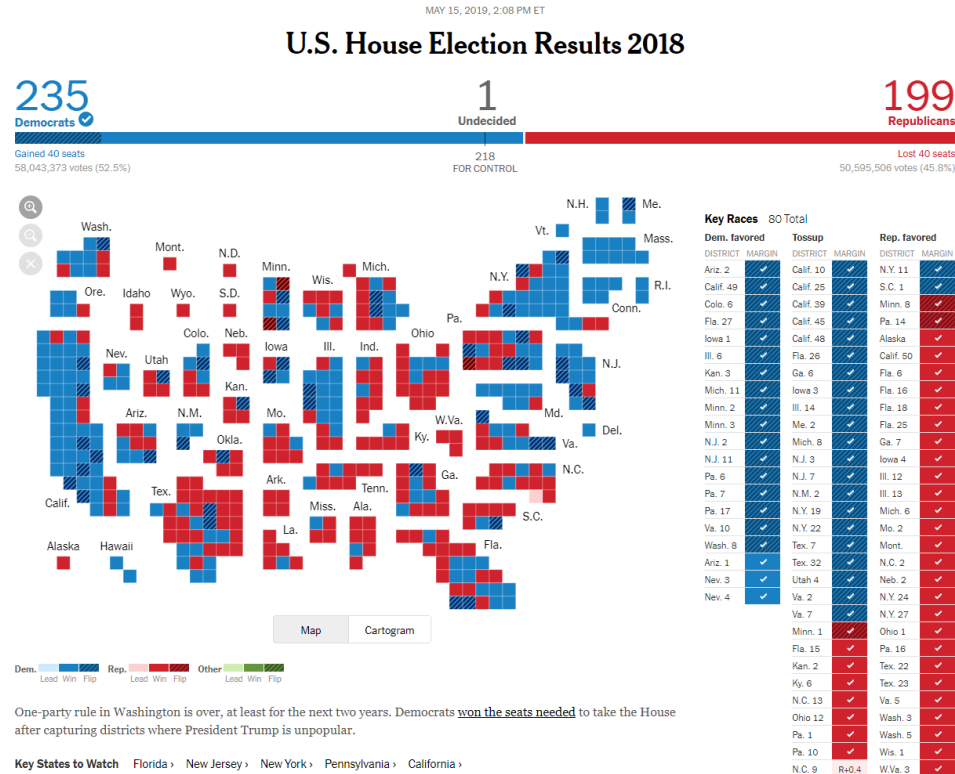 MAY 15, 2019, 2:08 PM ET
U.S. House Election Results 2018
235
Democrats
1
Undecided
199
Republicans
Gained 40 seats
58,043,373 votes (52.5%)
218
FOR CONTROL
Lost 40 seats
50,595,506 votes (45.8%)
N.H.
Me.
Wash.
Vt.
Mass.
Mont.
N.D.
Minn.
Wis.
Mich.
N.Y.
R.I.
Ore.
Idaho
Wyo.
S.D.
Conn.
Pa.
Colo.
Neb.
Ohio
Nev.
Utah
Iowa
Ill.
Ind.
N.J.
Kan.
Ariz.
N.M.
Mo.
W.Va.
Md.
Del.
Okla.
Ky.
Va.
Calif.
Tex.
Ark.
Tenn.
Ga.
N.C.
Miss.
Ala.
S.C.
La.
Alaska
Hawaii
Fla.
Map
Cartogram
Dem.
Lead Win Flip
Rep.
Lead Win Flip
Other
Lead Win Flip
One-party rule in Washington is over, at least for the next two years. Democrats won the seats needed to take the House
after capturing districts where President Trump is unpopular.
Key States to Watch Florida › New Jersey › New York › Pennsylvania › California ›
Key Races 80 Total
Dem. favored
DISTRICT MARGIN
Ariz. 2
Calif. 49
Colo. 6
Fla. 27
Iowa 1
Ill. 6
Kan. 3
Mich. 11
Minn. 2
Minn. 3
N.J. 2
N.J. 11
Pa. 6
Pa. 7
Pa. 17
Va. 10
Wash. 8
Ariz. 1
Nev. 3
Nev. 4
Tossup
DISTRICT MARGIN
Calif. 10
Calif. 25
Calif. 39
Calif. 45
Calif. 48
Fla. 26
Ga. 6
Iowa 3
Ill. 14
Me. 2
Mich. 8
N.J. 3
N.J. 7
N.M. 2
N.Y. 19
N.Y. 22
Tex. 7
Tex. 32
Utah 4
Va. 2
Va. 7
Minn. 1
Fla. 15
Kan. 2
Ky. 6
N.C. 13
Ohio 12
Pa. 1
Pa. 10
N.C. 9 R+0.4
Rep. favored
DISTRICT MARGIN
N.Y. 11
S.C. 1
Minn. 8
Pa. 14
Alaska
Calif. 50
Fla. 6
Fla. 16
Fla. 18
Fla. 25
Ga. 7
Iowa 4
Ill. 12
Ill. 13
Mich. 6
Mo. 2
Mont.
N.C. 2
Neb. 2
N.Y. 24
N.Y. 27
Ohio 1
Pa. 16
Tex. 22
Tex. 23
Va. 5
Wash. 3
Wash. 5
Wis. 1
W.Va. 3